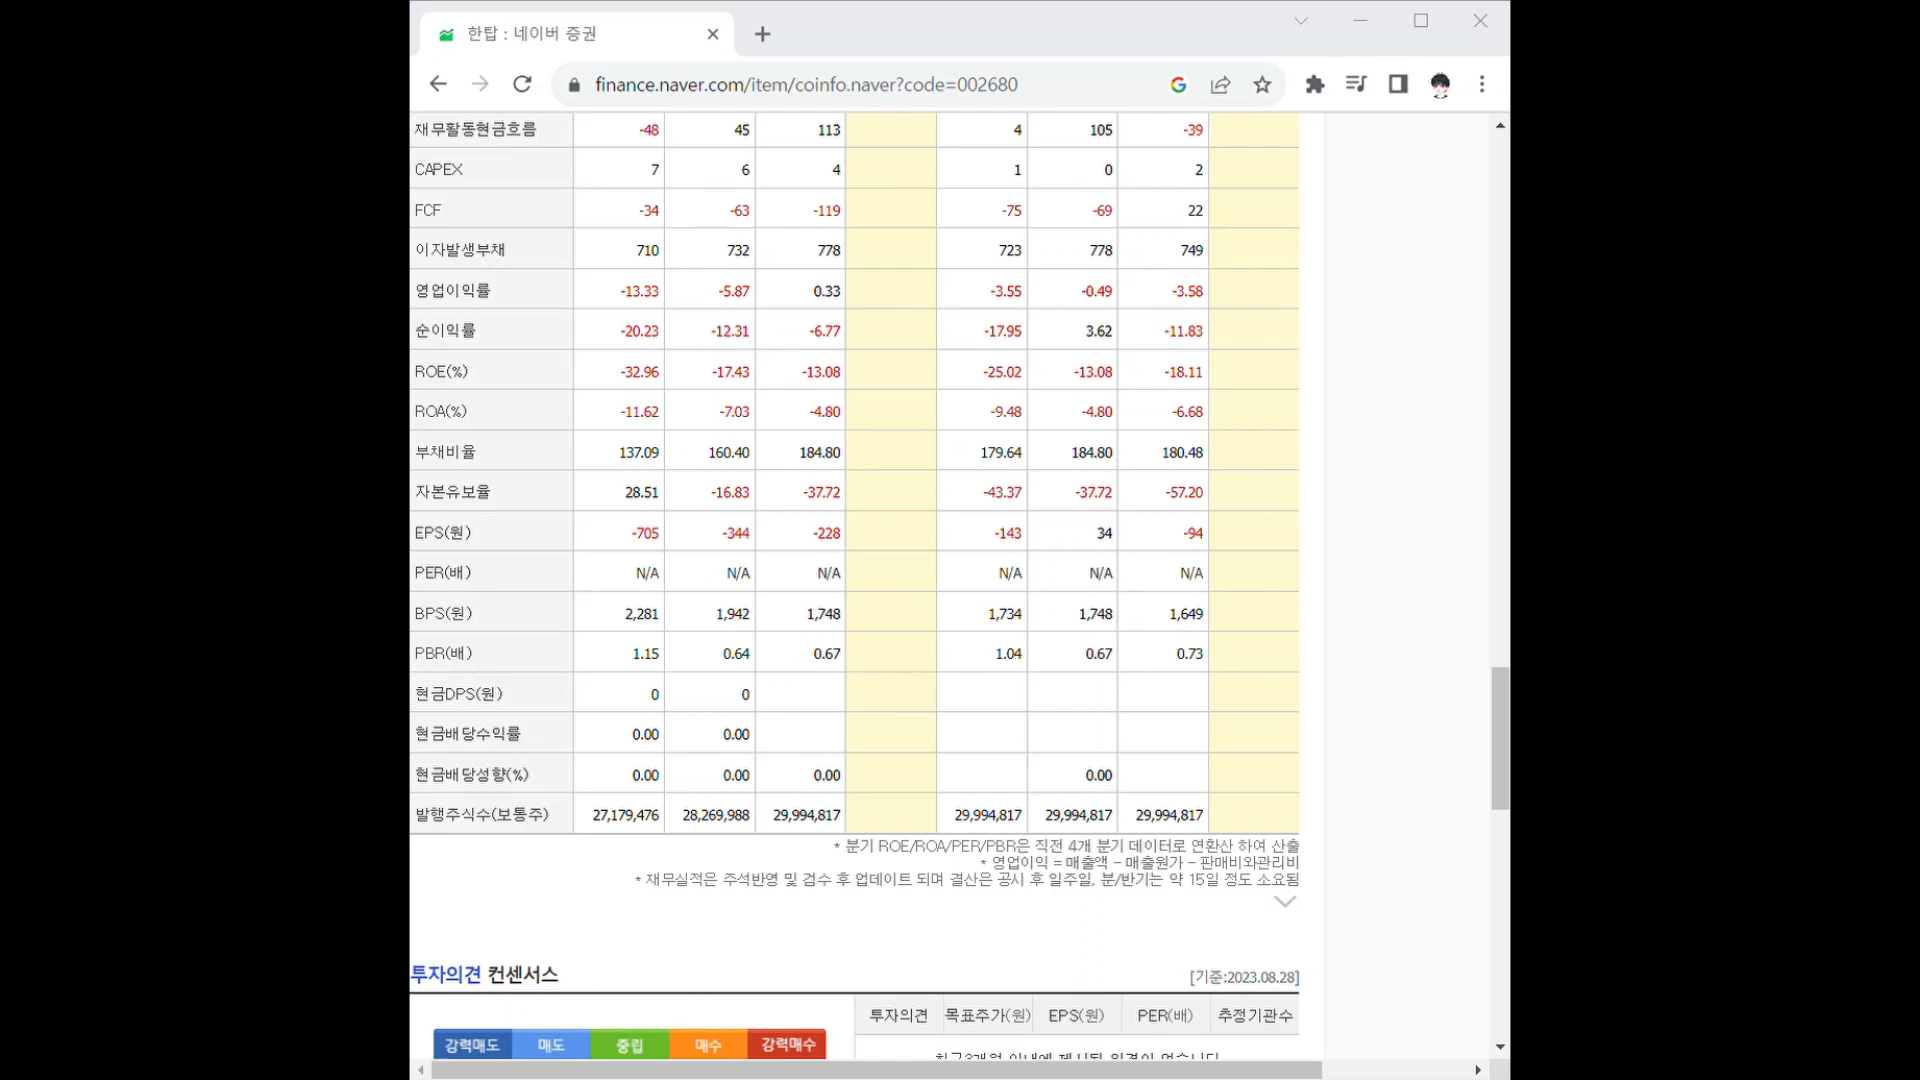 한탑 : 네이버 증권
finance.naver.com/item/coinfo.naver?code=002680
재무활동현금흐름 -48 45 113 4 105 -39
CAPEX 7 6 4 1 0 2
FCF -34 -63 -119 -75 -69 22
이자발생부채 710 732 778 723 778 749
영업이익률 -13.33 -5.87 0.33 -3.55 -0.49 -3.58
순이익률 -20.23 -12.31 -6.77 -17.95 3.62 -11.83
ROE(%) -32.96 -17.43 -13.08 -25.02 -13.08 -18.11
ROA(%) -11.62 -7.03 -4.80 -9.48 -4.80 -6.68
부채비율 137.09 160.40 184.80 179.64 184.80 180.48
자본유보율 28.51 -16.83 -37.72 -43.37 -37.72 -57.20
EPS(원) -705 -344 -228 -143 34 -94
PER(배) N/A N/A N/A N/A N/A N/A
BPS(원) 2,281 1,942 1,748 1,734 1,748 1,649
PBR(배) 1.15 0.64 0.67 1.04 0.67 0.73
현금DPS(원) 0 0
현금배당수익률 0.00 0.00
현금배당성향(%) 0.00 0.00 0.00 0.00
발행주식수(보통주) 27,179,476 28,269,988 29,994,817 29,994,817 29,994,817 29,994,817
* 분기 ROE/ROA/PER/PBR은 직전 4개 분기 데이터로 연환산 하여 산출
* 영업이익 = 매출액 - 매출원가 - 판매비와관리비
* 재무실적은 주석반영 및 검수 후 업데이트 되며 결산은 공시 후 일주일, 분/반기는 약 15일 정도 소요됨
투자의견 컨센서스 [기준:2023.08.28]
투자의견 목표주가(원) EPS(원) PER(배) 추정기관수
강력매도 매도 중립 매수 강력매수